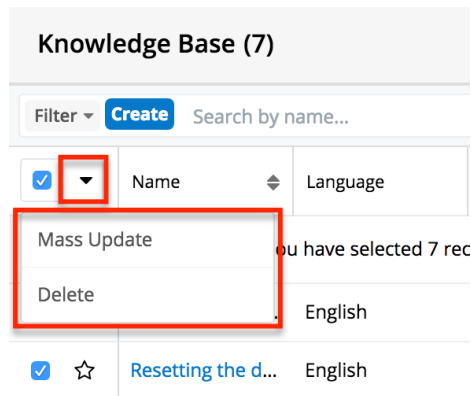 Knowledge Base (7)
Filter Create Search by name...
Name Language
Mass Update
ou have selected 7 rec
Delete
English
Resetting the d... English